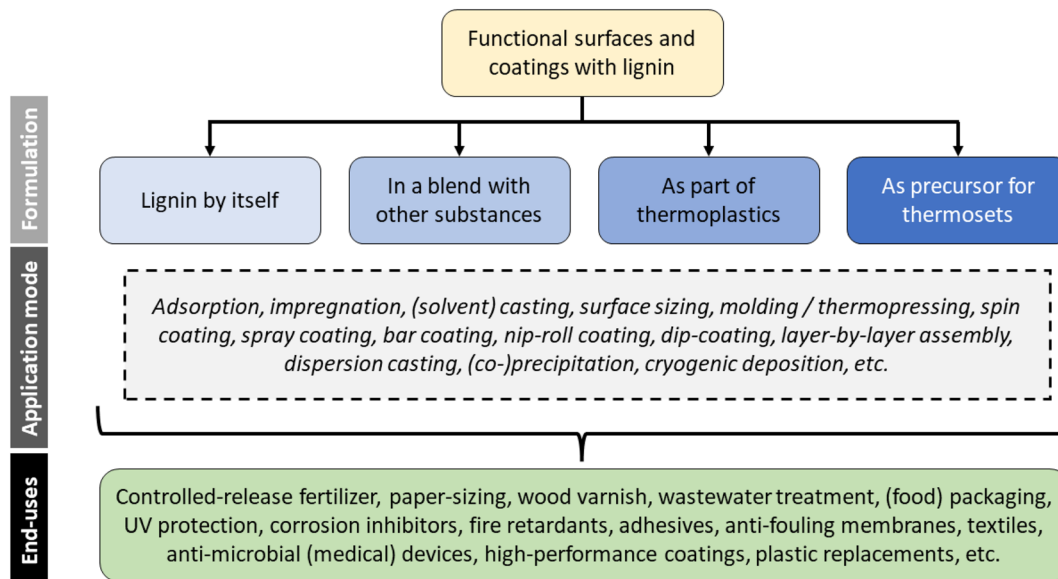 Functional surfaces and
coatings with lignin
Formulation
Lignin by itself
In a blend with
other substances
As part of
thermoplastics
As precursor for
thermosets
Application mode
Adsorption, impregnation, (solvent) casting, surface sizing, molding / thermopressing, spin
coating, spray coating, bar coating, nip-roll coating, dip-coating, layer-by-layer assembly,
dispersion casting, (co-)precipitation, cryogenic deposition, etc.
End-uses
Controlled-release fertilizer, paper-sizing, wood varnish, wastewater treatment, (food) packaging,
UV protection, corrosion inhibitors, fire retardants, adhesives, anti-fouling membranes, textiles,
anti-microbial (medical) devices, high-performance coatings, plastic replacements, etc.